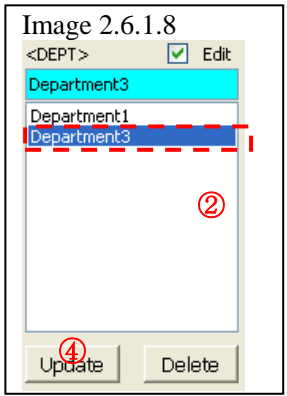 Image 2.6.1.8
<DEPT> Edit
Department3
Department1
Department3
②
④
Update Delete